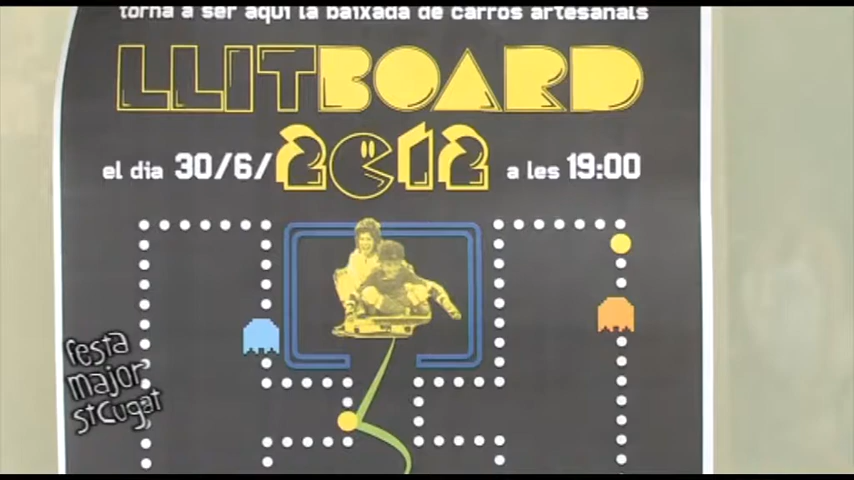 torna a ser aquí la baixada de carros artesanals
LLITBOARD
el dia 30/6/2012 a les 19:00
festa
major
stCugat